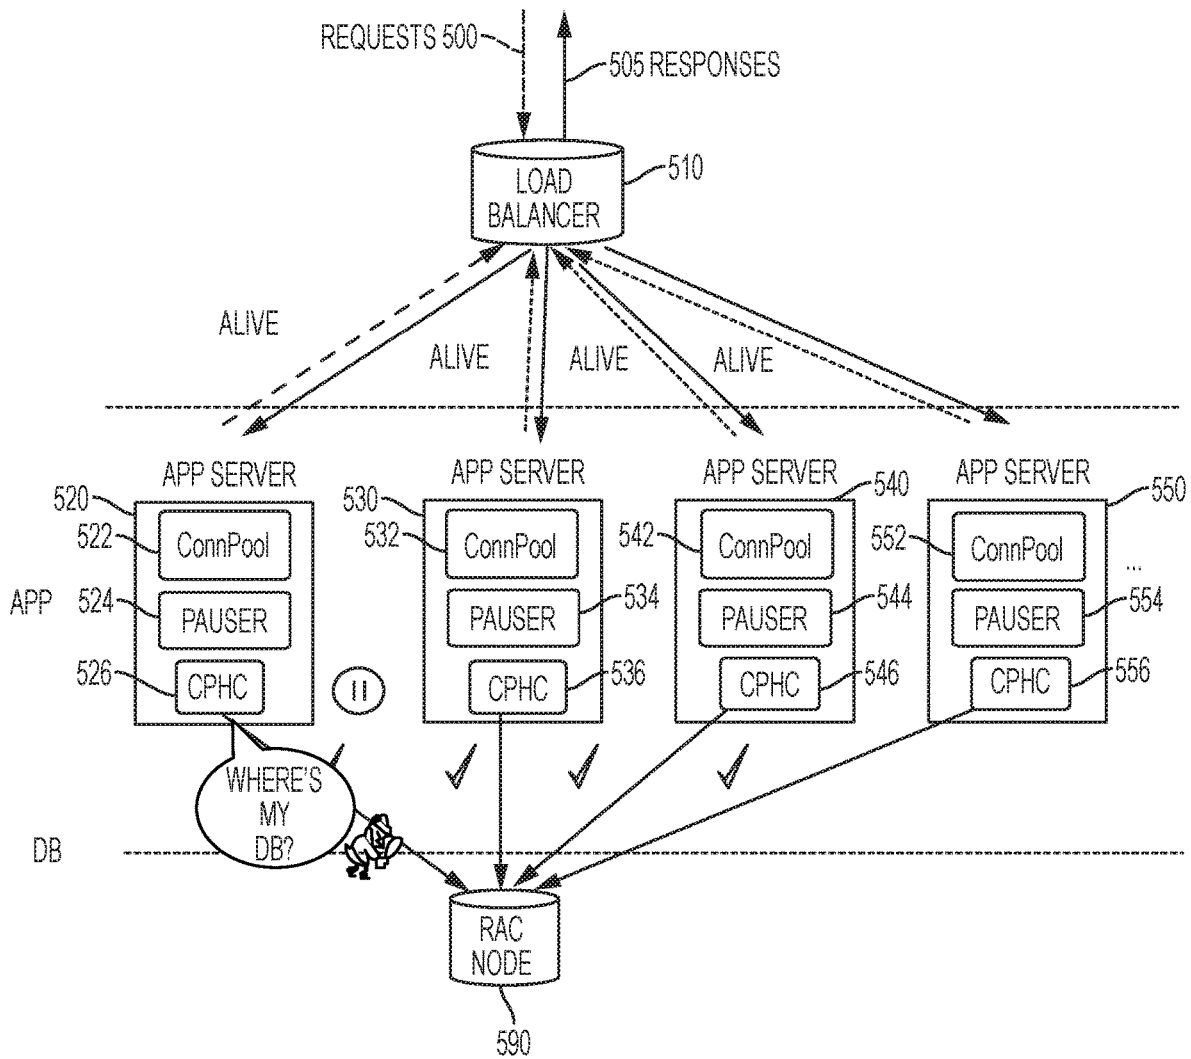 REQUESTS 500
505 RESPONSES
LOAD
BALANCER
510
ALIVE
ALIVE
ALIVE
ALIVE
APP SERVER
APP SERVER
APP SERVER
APP SERVER
520
530
540
550
522
ConnPool
532
ConnPool
542
ConnPool
552
ConnPool
...
APP
524
PAUSER
PAUSER
534
PAUSER
544
PAUSER
554
526
CPHC
CPHC
536
CPHC
546
CPHC
556
WHERE'S
MY
DB?
DB
RAC
NODE
590